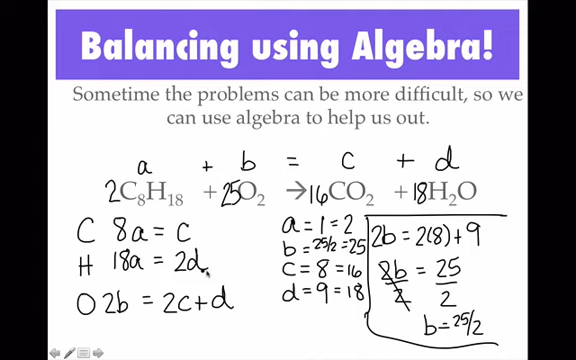 Balancing using Algebra!
Sometime the problems can be more difficult, so we
can use algebra to help us out.
a + b = c + d
2C₈H₁₈ + 25O₂ → 16CO₂ + 18H₂O
C 8a = c
H 18a = 2d
O 2b = 2c+d
a = 1 = 2
b = 25/2 = 25
c = 8 = 16
d = 9 = 18
2b = 2(8) + 9
2b/2 = 25/2
b = 25/2